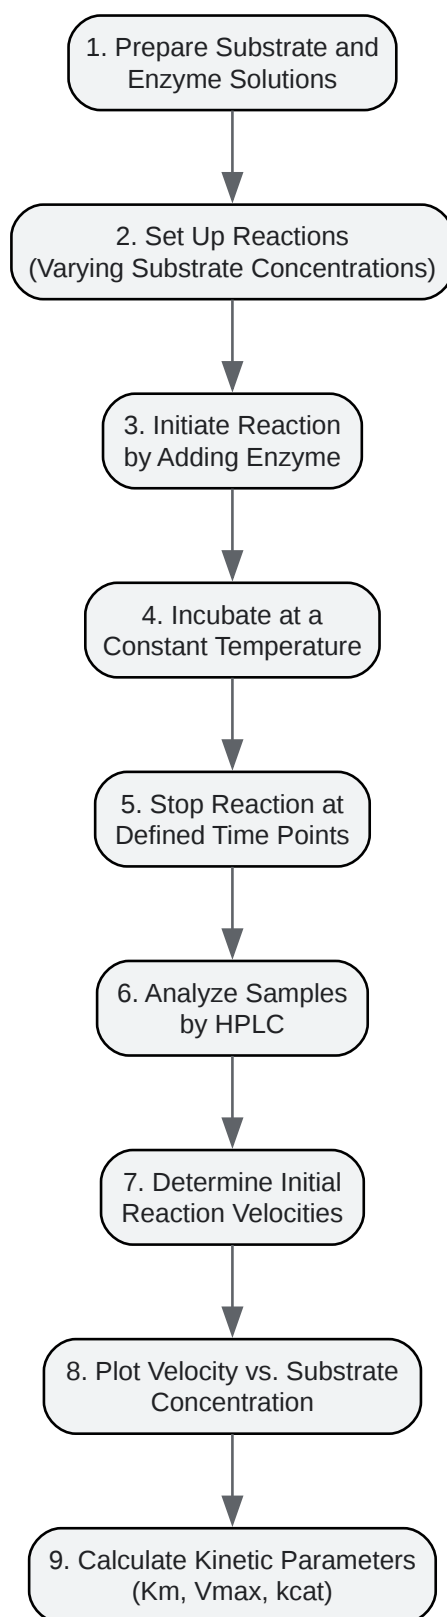 1. Prepare Substrate and
Enzyme Solutions
2. Set Up Reactions
(Varying Substrate Concentrations)
3. Initiate Reaction
by Adding Enzyme
4. Incubate at a
Constant Temperature
5. Stop Reaction at
Defined Time Points
6. Analyze Samples
by HPLC
7. Determine Initial
Reaction Velocities
8. Plot Velocity vs. Substrate
Concentration
9. Calculate Kinetic Parameters
(Km, Vmax, kcat)